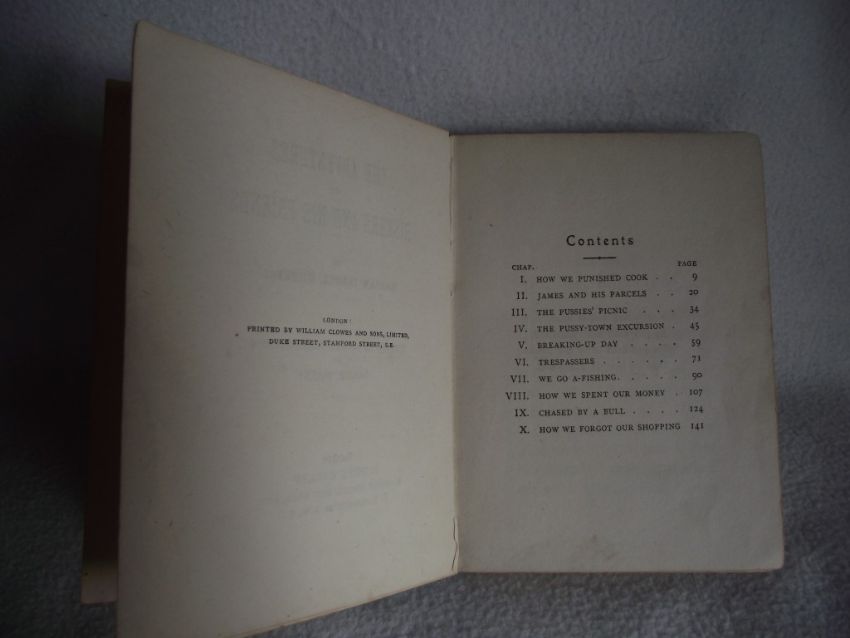 LONDON:
PRINTED BY WILLIAM CLOWES AND SONS, LIMITED,
DUKE STREET, STAMFORD STREET, S.E.
Contents
CHAP. PAGE
I. HOW WE PUNISHED COOK . . 9
II. JAMES AND HIS PARCELS . . 20
III. THE PUSSIES' PICNIC . . . 34
IV. THE PUSSY-TOWN EXCURSION . 45
V. BREAKING-UP DAY . . . . 59
VI. TRESPASSERS . . . . . . 71
VII. WE GO A-FISHING. . . . . 90
VIII. HOW WE SPENT OUR MONEY . 107
IX. CHASED BY A BULL . . . . 124
X. HOW WE FORGOT OUR SHOPPING 141